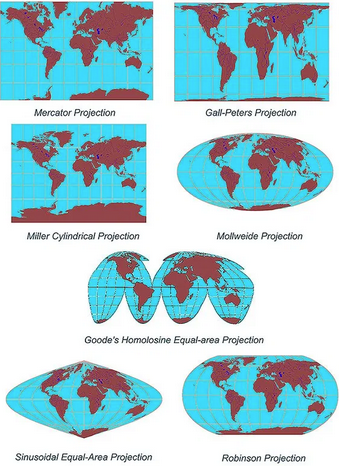 Mercator Projection
Gall-Peters Projection
Miller Cylindrical Projection
Mollweide Projection
Goode's Homolosine Equal-area Projection
Sinusoidal Equal-Area Projection
Robinson Projection